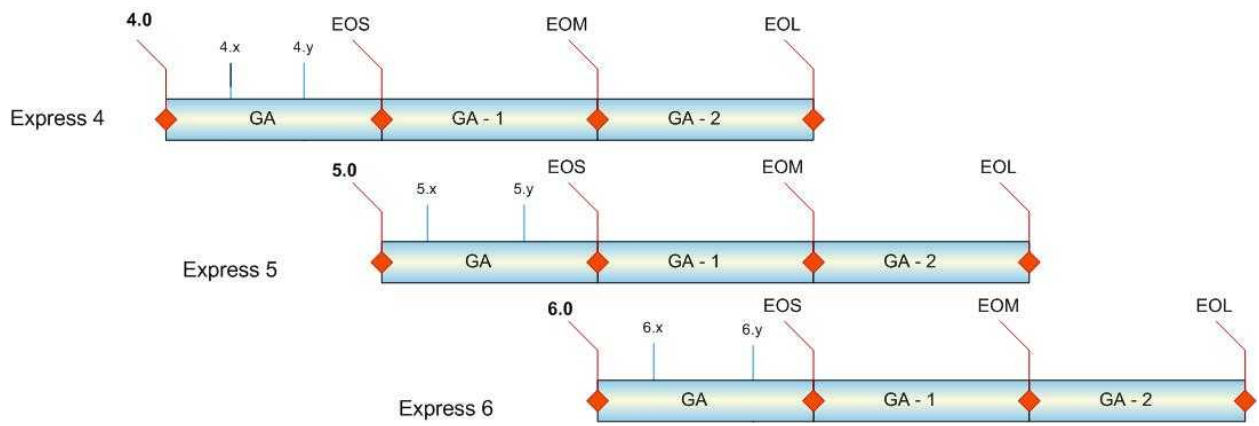 4.0 EOS EOM EOL
4.x 4.y
Express 4 GA GA - 1 GA - 2
5.0 EOS EOM EOL
5.x 5.y
Express 5 GA GA - 1 GA - 2
6.0 EOS EOM EOL
6.x 6.y
Express 6 GA GA - 1 GA - 2